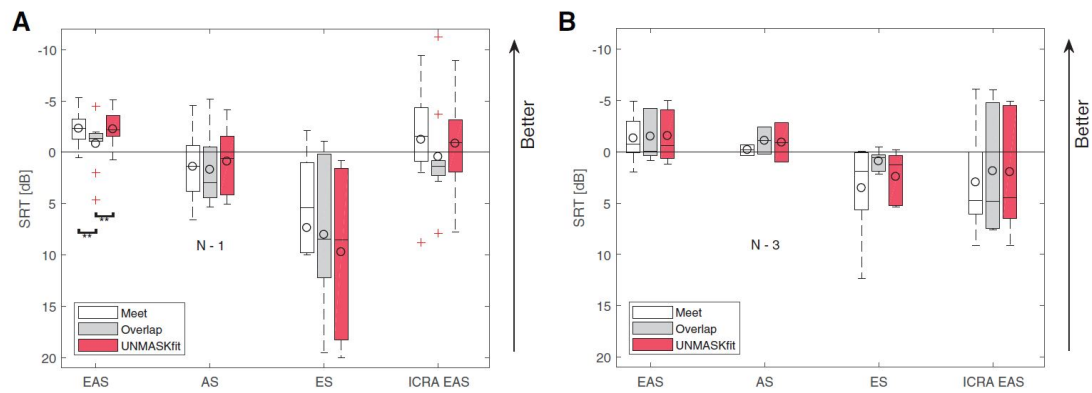 A
B
-10
-5
0
5
10
15
20
SRT [dB]
**
**
N - 1
Meet
Overlap
UNMASKfit
EAS
AS
ES
ICRA EAS
Better
-10
-5
0
5
10
15
20
SRT [dB]
N - 3
Meet
Overlap
UNMASKfit
EAS
AS
ES
ICRA EAS
Better